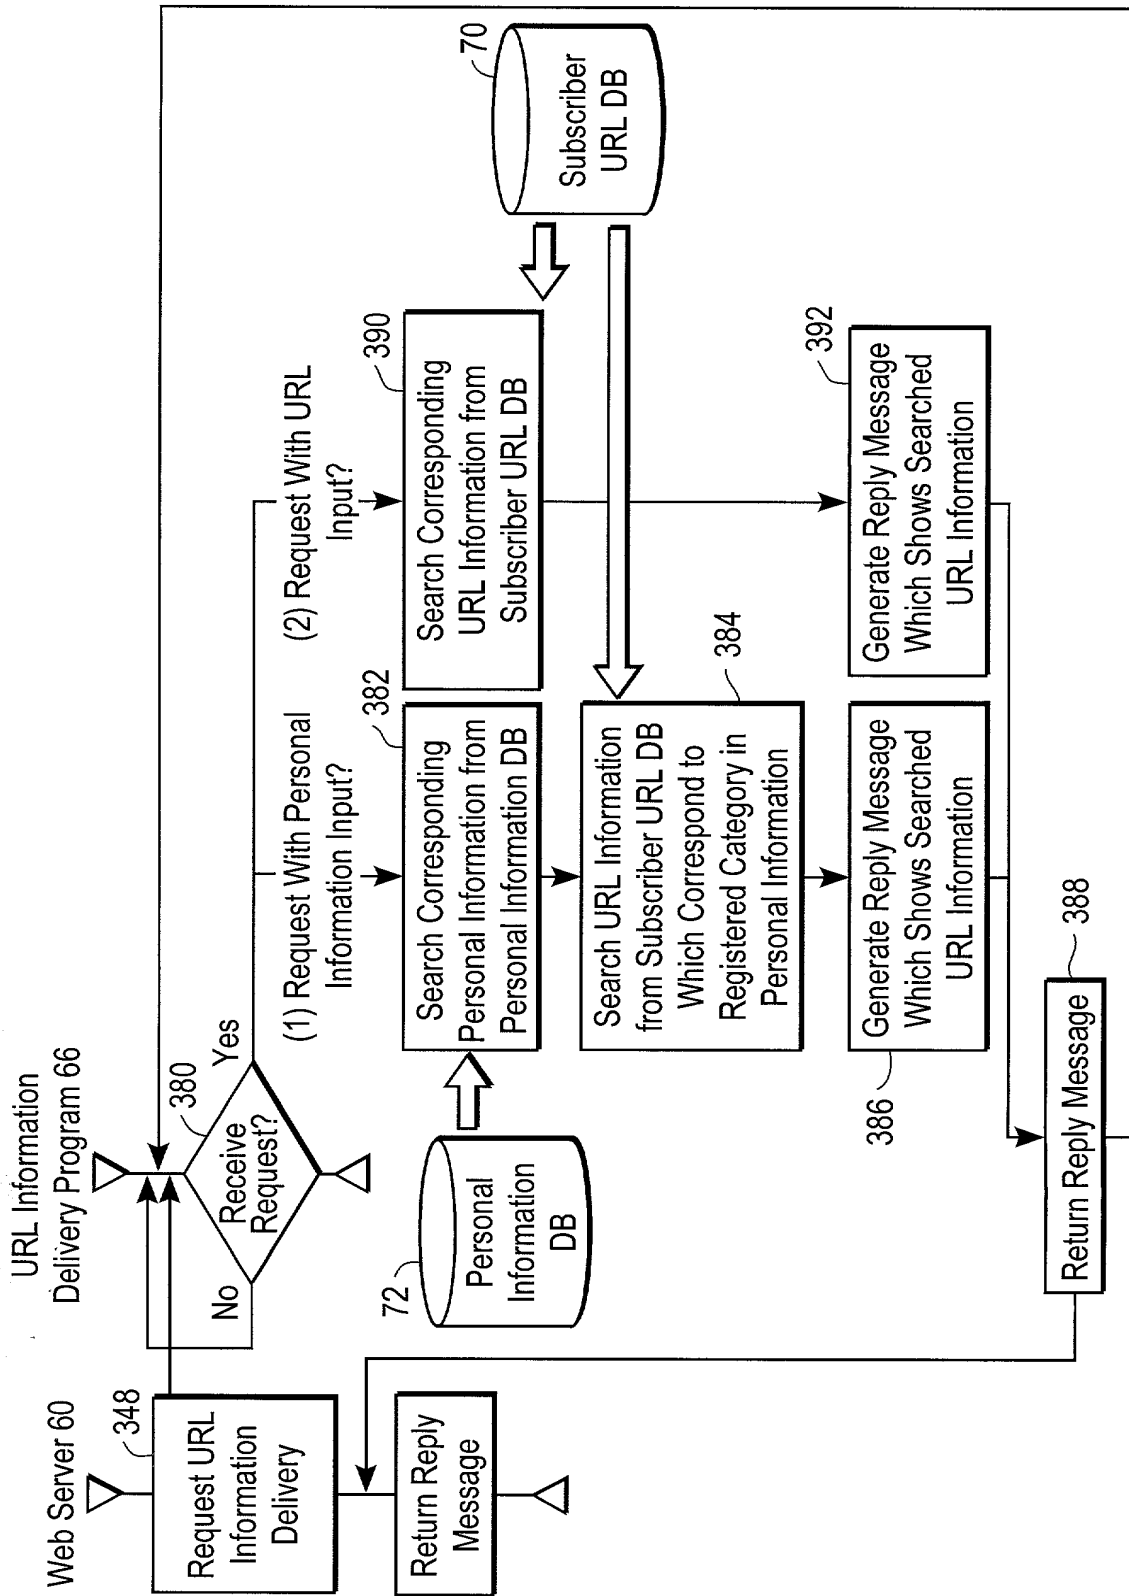 Web Server 60
348
Request URL
Information
Delivery
Return Reply
Message
URL Information
Delivery Program 66
380
Receive
Request?
No
Yes
72
Personal
Information
DB
(1) Request With Personal
Information Input?
382
Search Corresponding
Personal Information from
Personal Information DB
384
Search URL Information
from Subscriber URL DB
Which Correspond to
Registered Category in
Personal Information
386
Generate Reply Message
Which Shows Searched
URL Information
388
Return Reply Message
(2) Request With URL
Input?
390
Search Corresponding
URL Information from
Subscriber URL DB
392
Generate Reply Message
Which Shows Searched
URL Information
70
Subscriber
URL DB